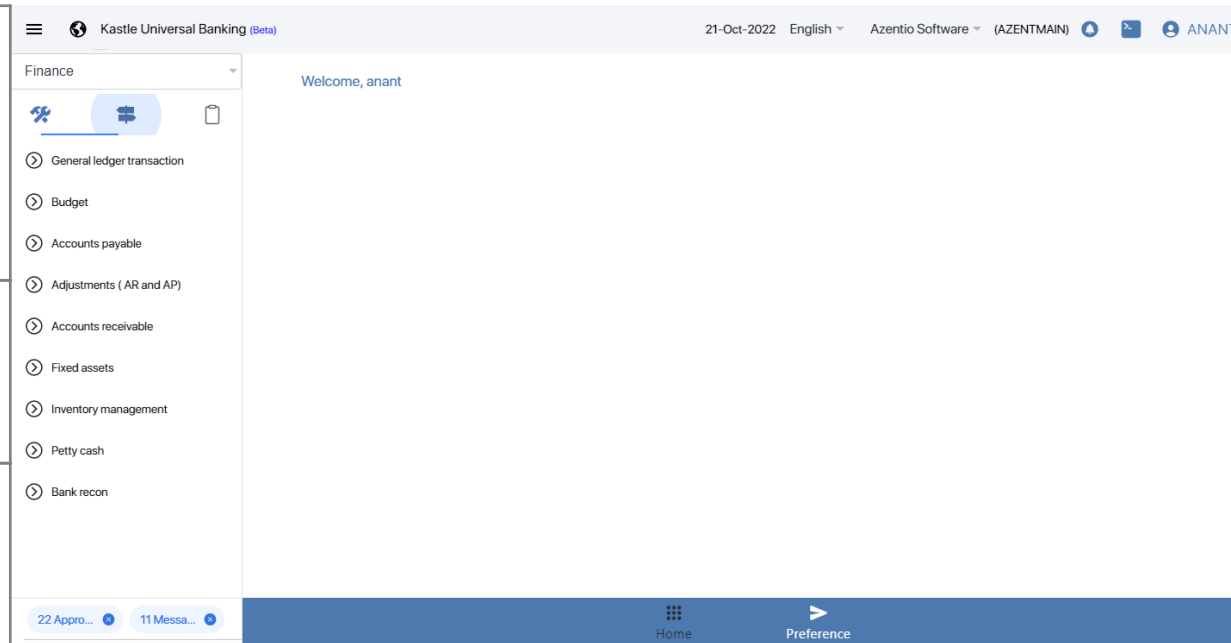 Kastle Universal Banking (Beta) 21-Oct-2022 English Azentio Software (AZENTMAIN) ANANT
Finance
Welcome, anant
General ledger transaction
Budget
Accounts payable
Adjustments ( AR and AP)
Accounts receivable
Fixed assets
Inventory management
Petty cash
Bank recon
22 Appro... 11 Messa...
Home Preference